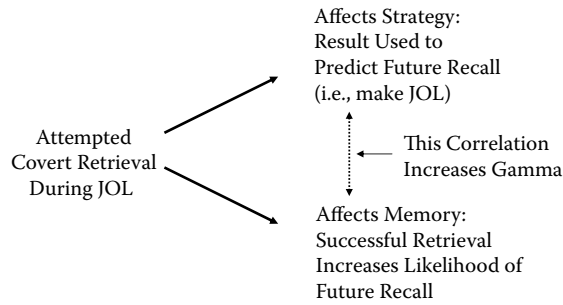 Affects Strategy:
Result Used to
Predict Future Recall
(i.e., make JOL)
Attempted
Covert Retrieval
During JOL
This Correlation
Increases Gamma
Affects Memory:
Successful Retrieval
Increases Likelihood of
Future Recall